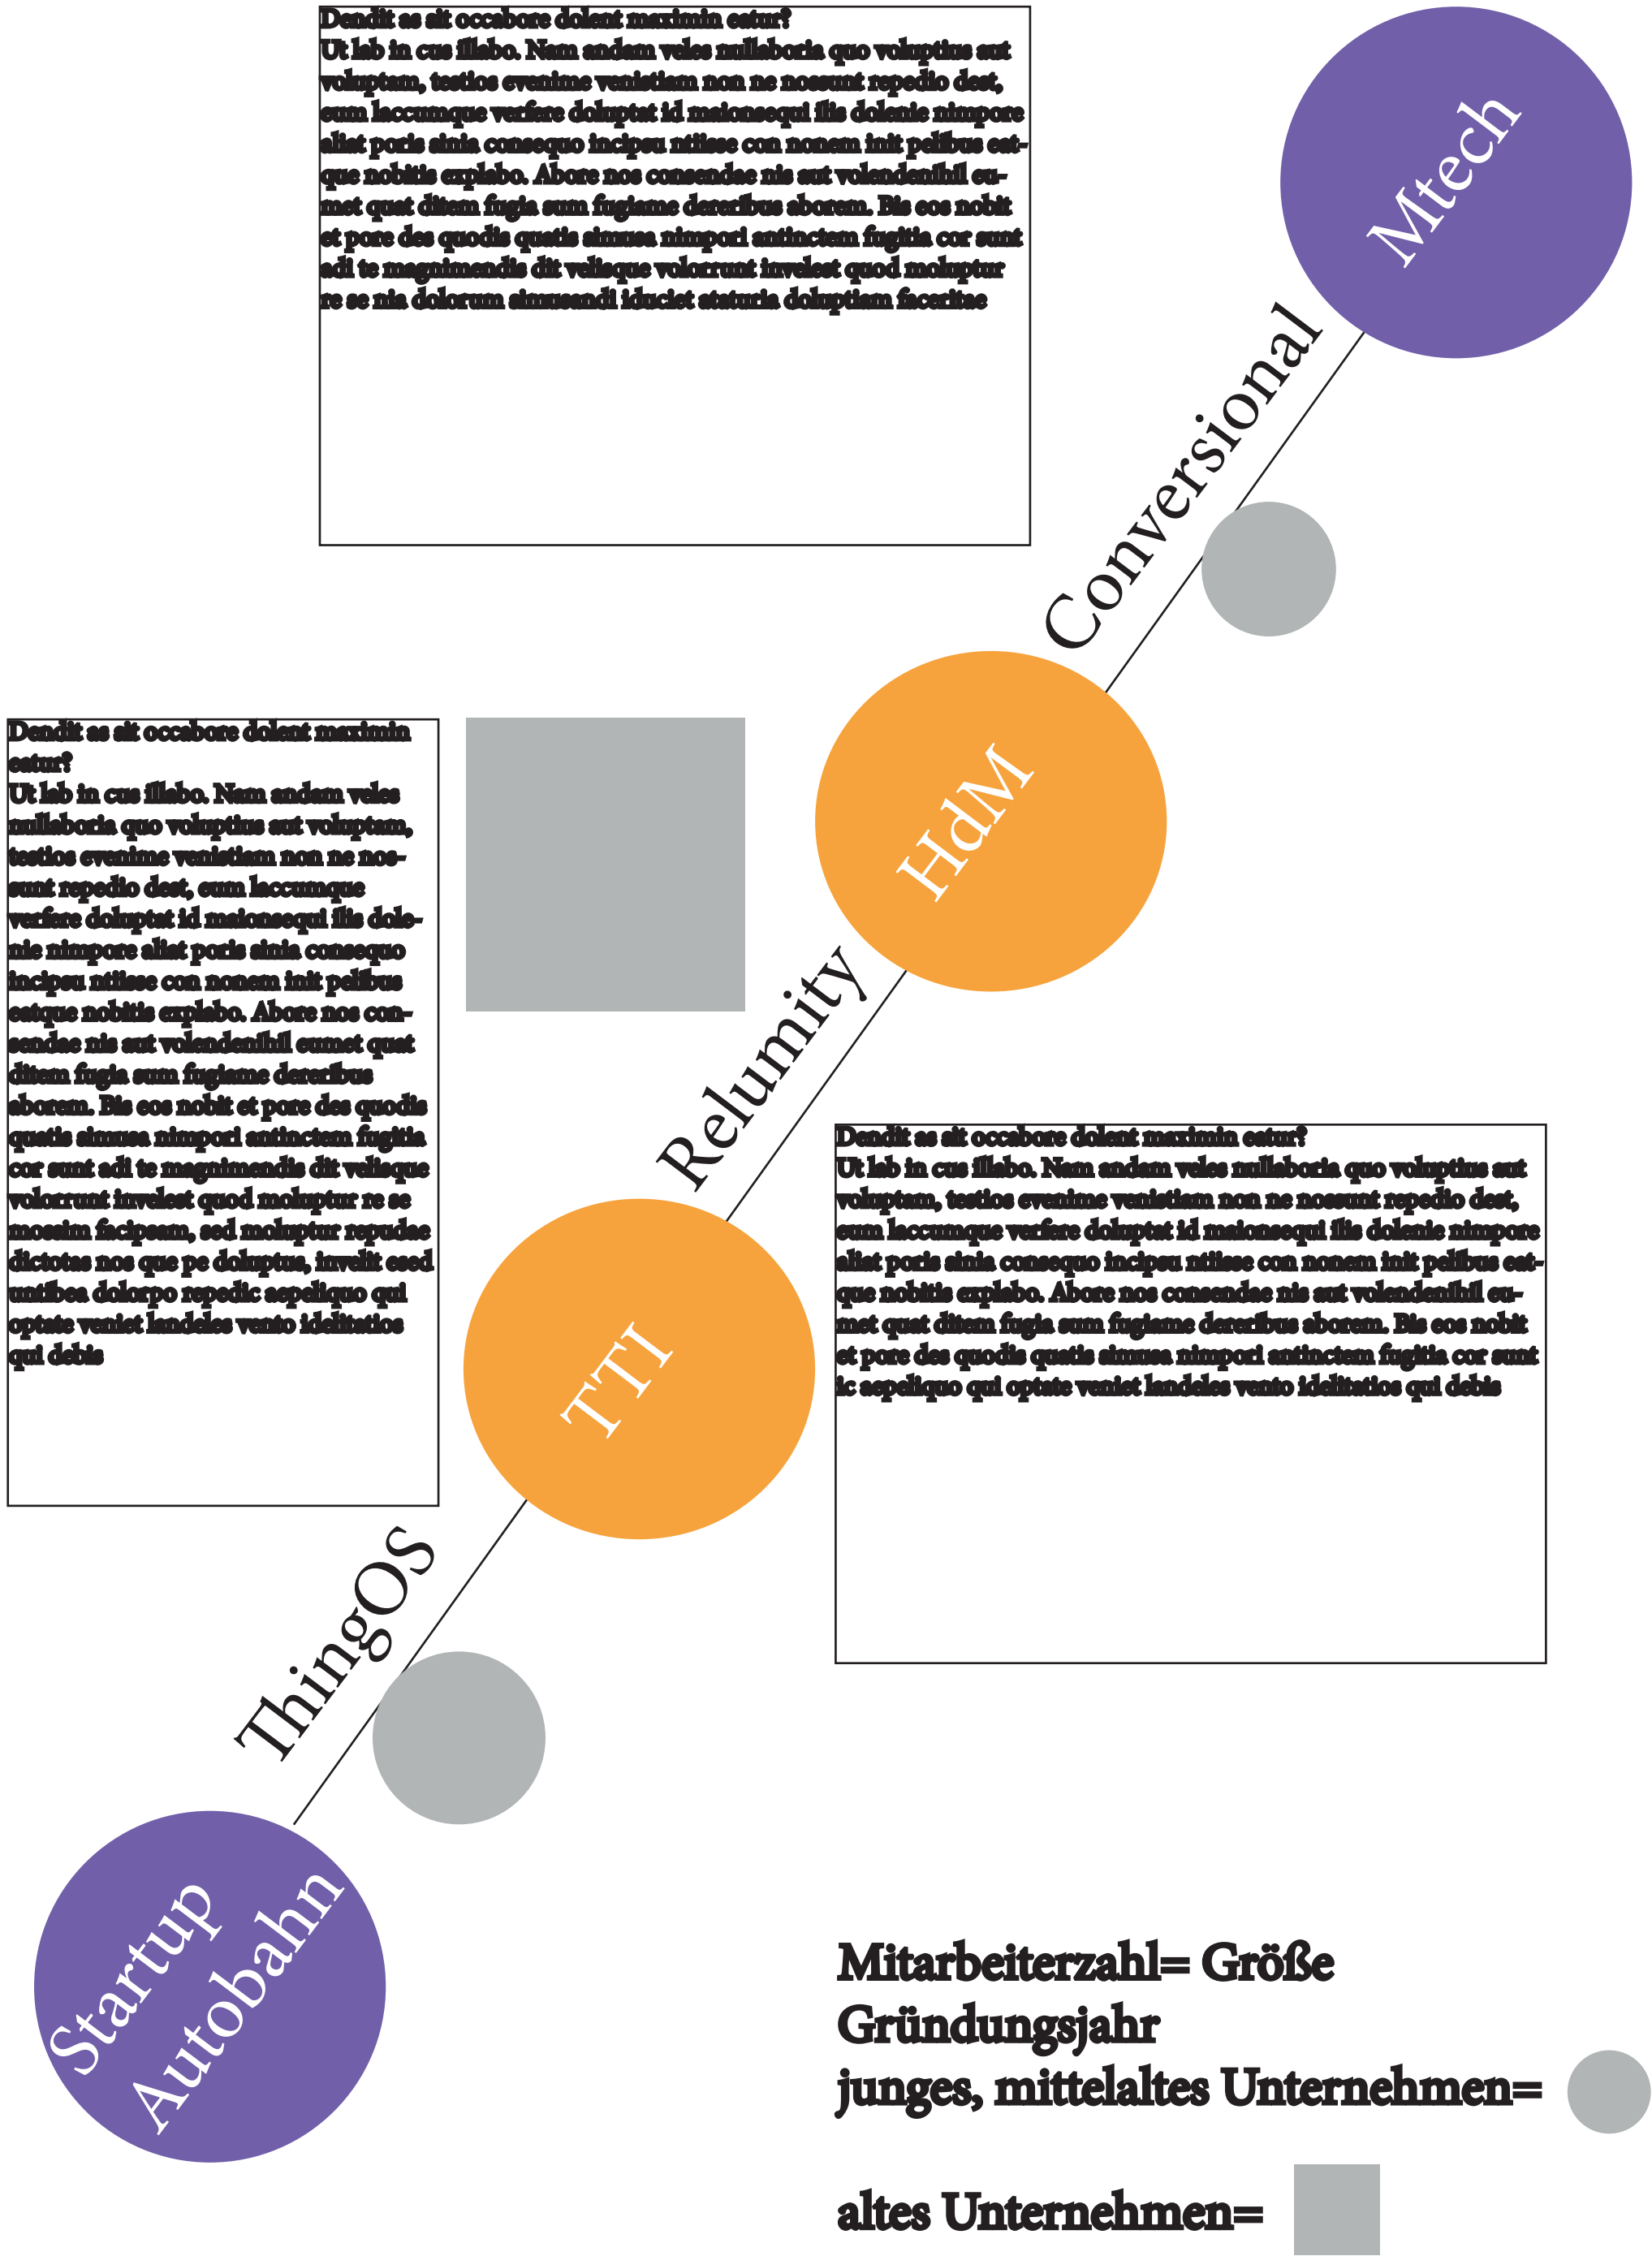 Dendit as sit occabore dolent maximin eatur?
Ut lab in cus illabo. Nam andam veles nullaboria quo voluptius aut
voluptam, testios evenime venistiam non ne nossunt repedio dest,
eum laccumque verfere doluptat id maionsequi ilis dolenie nimpore
aliat poris sinia consequo incipsu ntiisse con nonem init pelibus eat-
que nobitis explabo. Abore nos consendae nis aut volendenihil eu-
met quat ditem fugia sum fugiame dereribus aborem. Bis eos nobit
et pore des quodis quatis simusa nimpori antinctem fugitia cor sunt
adi te magnimendis dit velisque volorrunt invelest quod moluptur
re se nia dolorum simusandi iduciet ataturia doluptiam faceritae
Mtech
Conversional
HdM
Dendit as sit occabore dolent maximin
eatur?
Ut lab in cus illabo. Nam andam veles
nullaboria quo voluptius aut voluptam,
testios evenime venistiam non ne nos-
sunt repedio dest, eum laccumque
verfere doluptat id maionsequi ilis dole-
nie nimpore aliat poris sinia consequo
incipsu ntiisse con nonem init pelibus
eatque nobitis explabo. Abore nos con-
sendae nis aut volendenihil eumet quat
ditem fugia sum fugiame dereribus
aborem. Bis eos nobit et pore des quodis
quatis simusa nimpori antinctem fugitia
cor sunt adi te magnimendis dit velisque
volorrunt invelest quod moluptur re se
mossim facipsam, sed moluptur repudae
dictotas nos que pe doluptus, invelit esed
untibea dolorpo repedic aepeliquo qui
optate veniet landeles vento idelitatios
qui debis
Relumity
Dendit as sit occabore dolent maximin eatur?
Ut lab in cus illabo. Nam andam veles nullaboria quo voluptius aut
voluptam, testios evenime venistiam non ne nossunt repedio dest,
eum laccumque verfere doluptat id maionsequi ilis dolenie nimpore
aliat poris sinia consequo incipsu ntiisse con nonem init pelibus eat-
que nobitis explabo. Abore nos consendae nis aut volendenihil eu-
met quat ditem fugia sum fugiame dereribus aborem. Bis eos nobit
et pore des quodis quatis simusa nimpori antinctem fugitia cor sunt
ic aepeliquo qui optate veniet landeles vento idelitatios qui debis
TTI
ThingOS
Startup
Autobahn
Mitarbeiterzahl= Größe
Gründungsjahr
junges, mittelaltes Unternehmen=
altes Unternehmen=